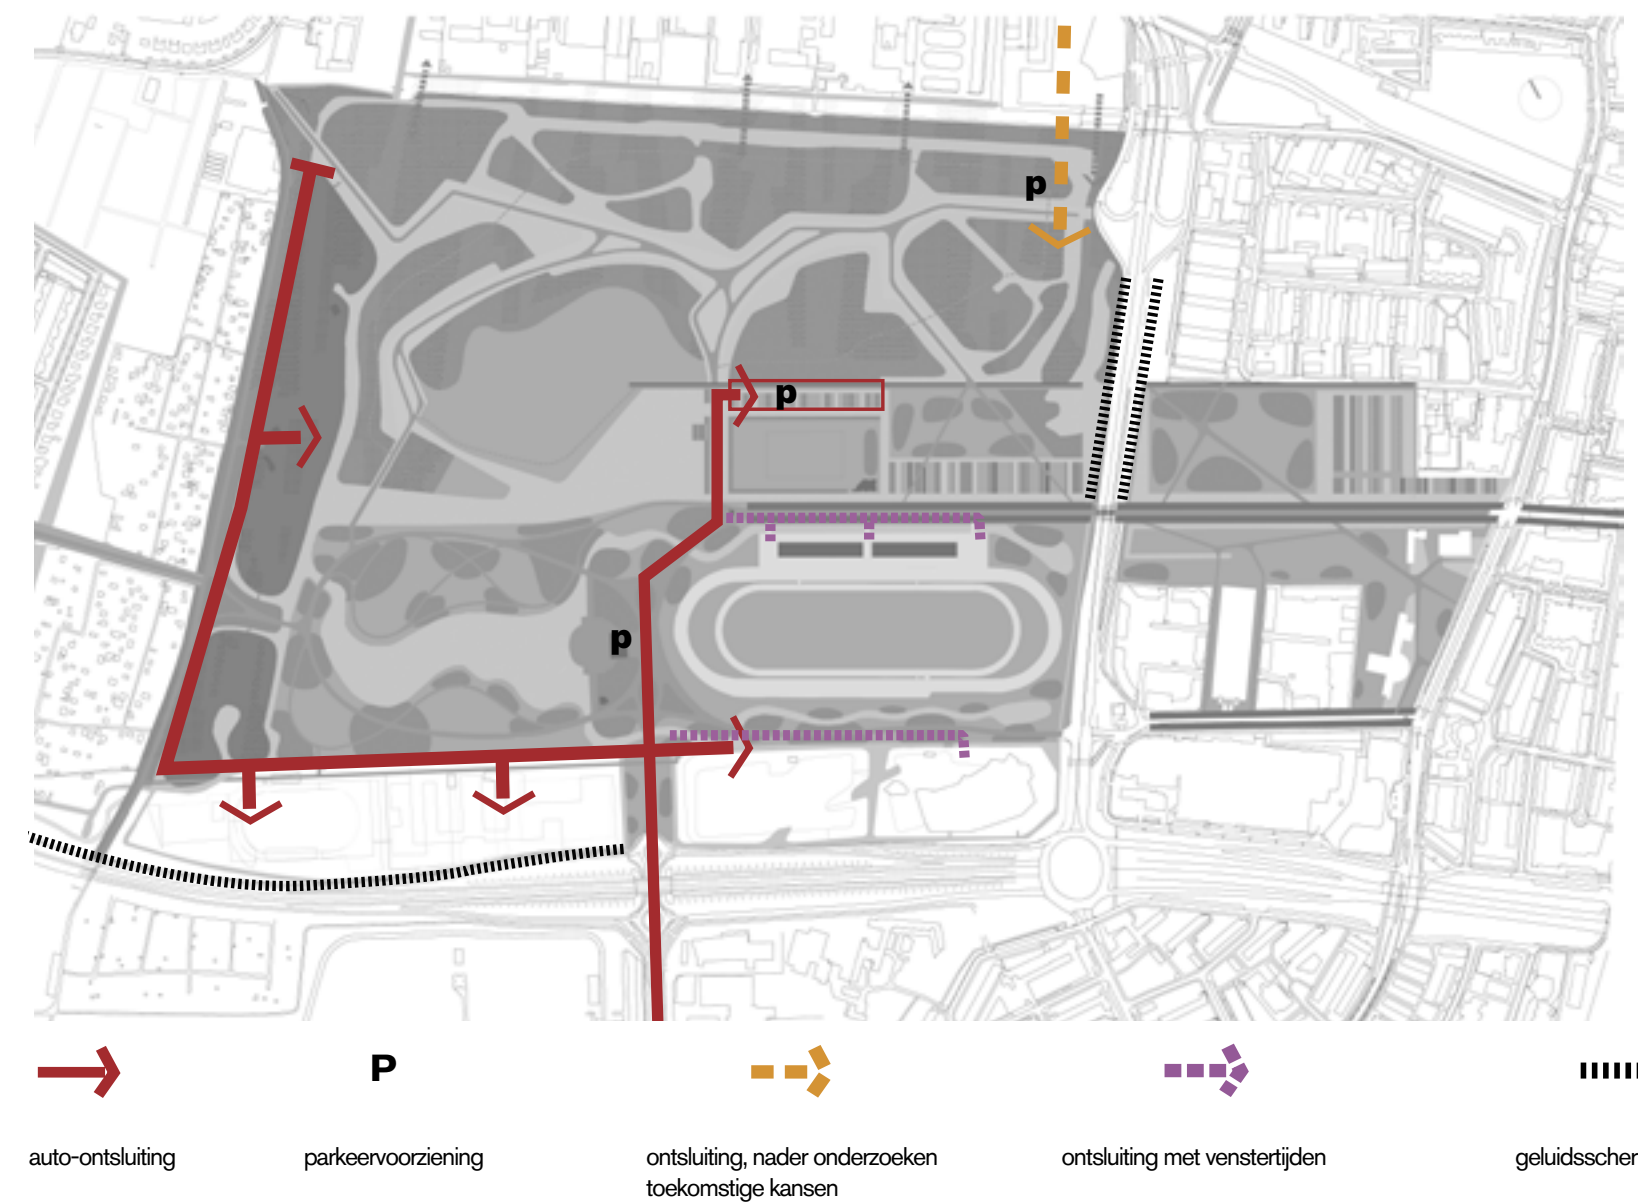 p
p
p
P
auto-ontsluiting
parkeervoorziening
ontsluiting, nader onderzoeken
toekomstige kansen
ontsluiting met venstertijden
geluidsscher